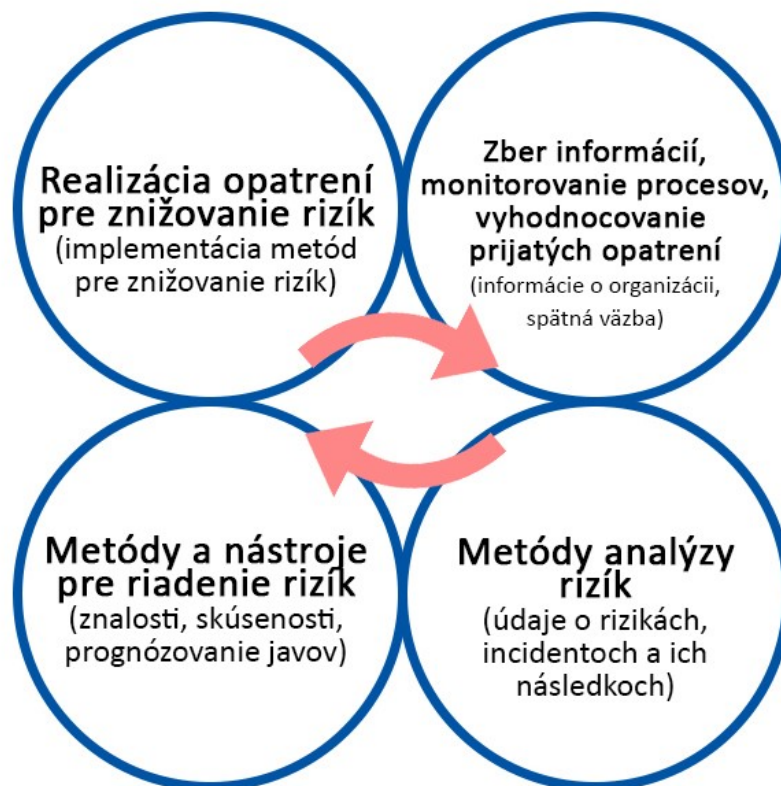 Realizácia opatrení
pre znižovanie rizík
(implementácia metód
pre znižovanie rizík)
Zber informácií,
monitorovanie procesov,
vyhodnocovanie
prijatých opatrení
(informácie o organizácii,
spätná väzba)
Metódy a nástroje
pre riadenie rizík
(znalosti, skúsenosti,
prognózovanie javov)
Metódy analýzy
rizík
(údaje o rizikách,
incidentoch a ich
následkoch)